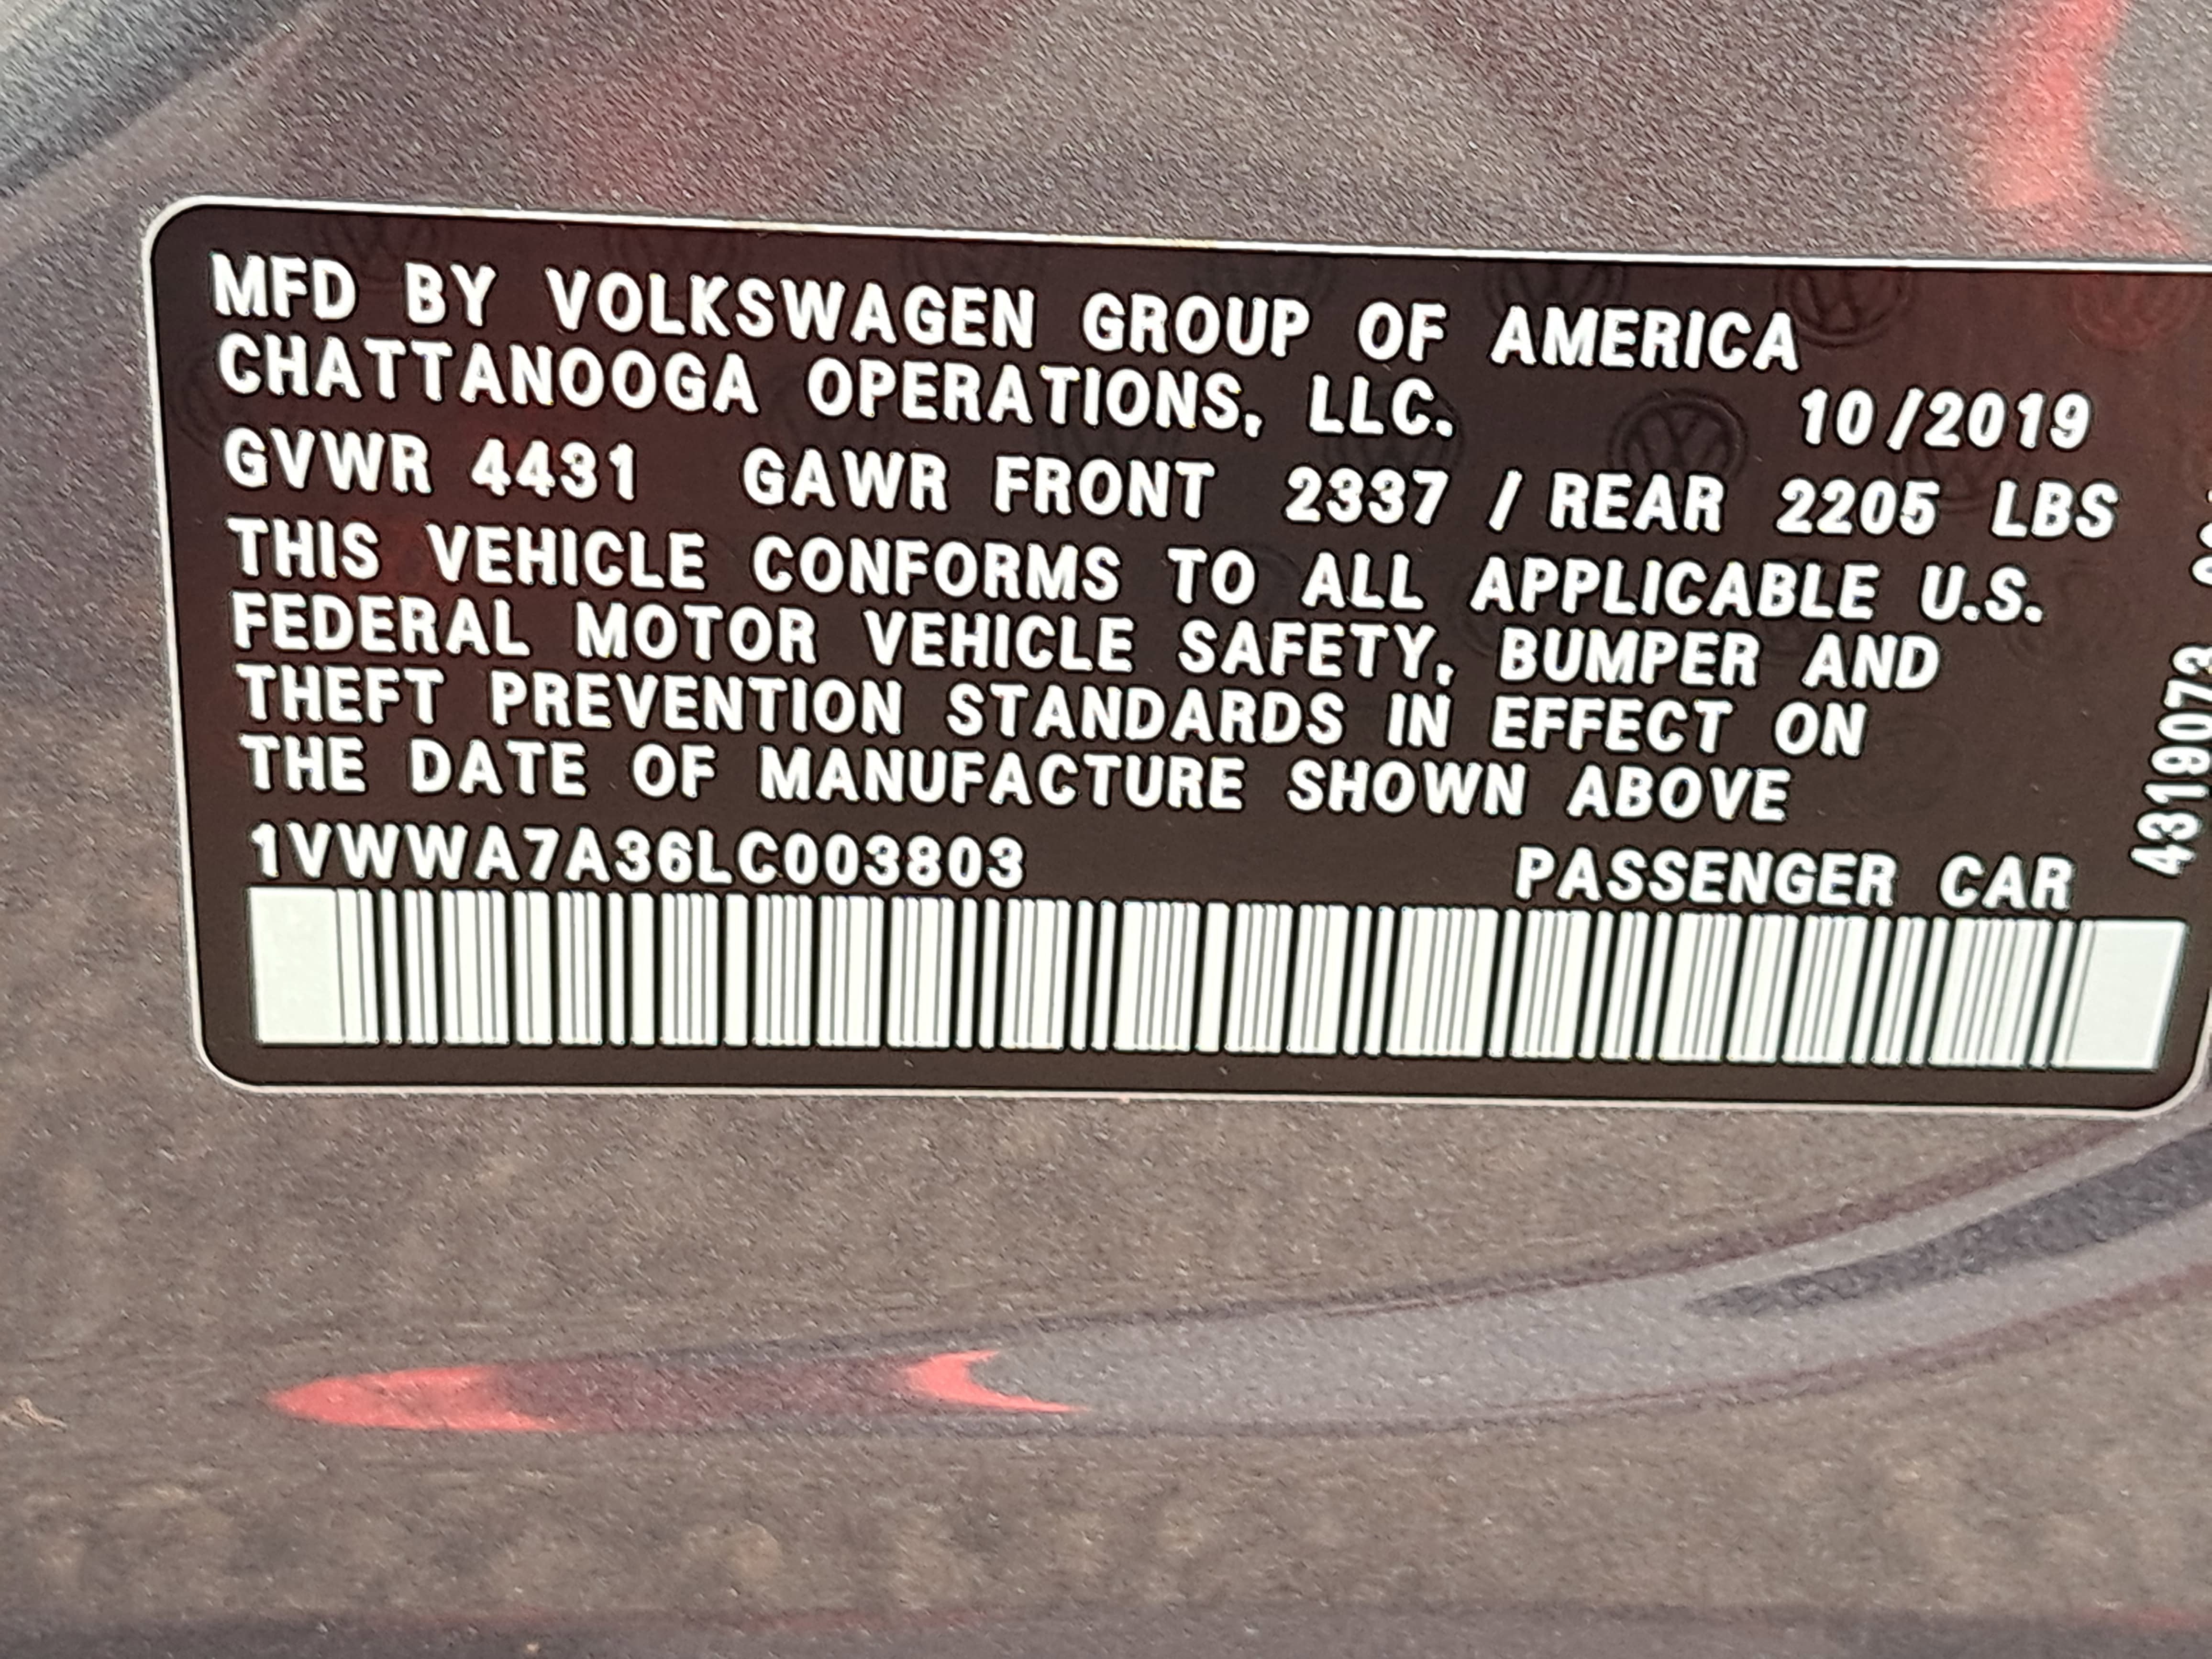 MFD BY VOLKSWAGEN GROUP OF AMERICA
CHATTANOOGA OPERATIONS, LLC. 10/2019
GVWR 4431 GAWR FRONT 2337 / REAR 2205 LBS
THIS VEHICLE CONFORMS TO ALL APPLICABLE U.S.
FEDERAL MOTOR VEHICLE SAFETY, BUMPER AND
THEFT PREVENTION STANDARDS IN EFFECT ON
THE DATE OF MANUFACTURE SHOWN ABOVE
1VWWA7A36LC003803 PASSENGER CAR
4319073